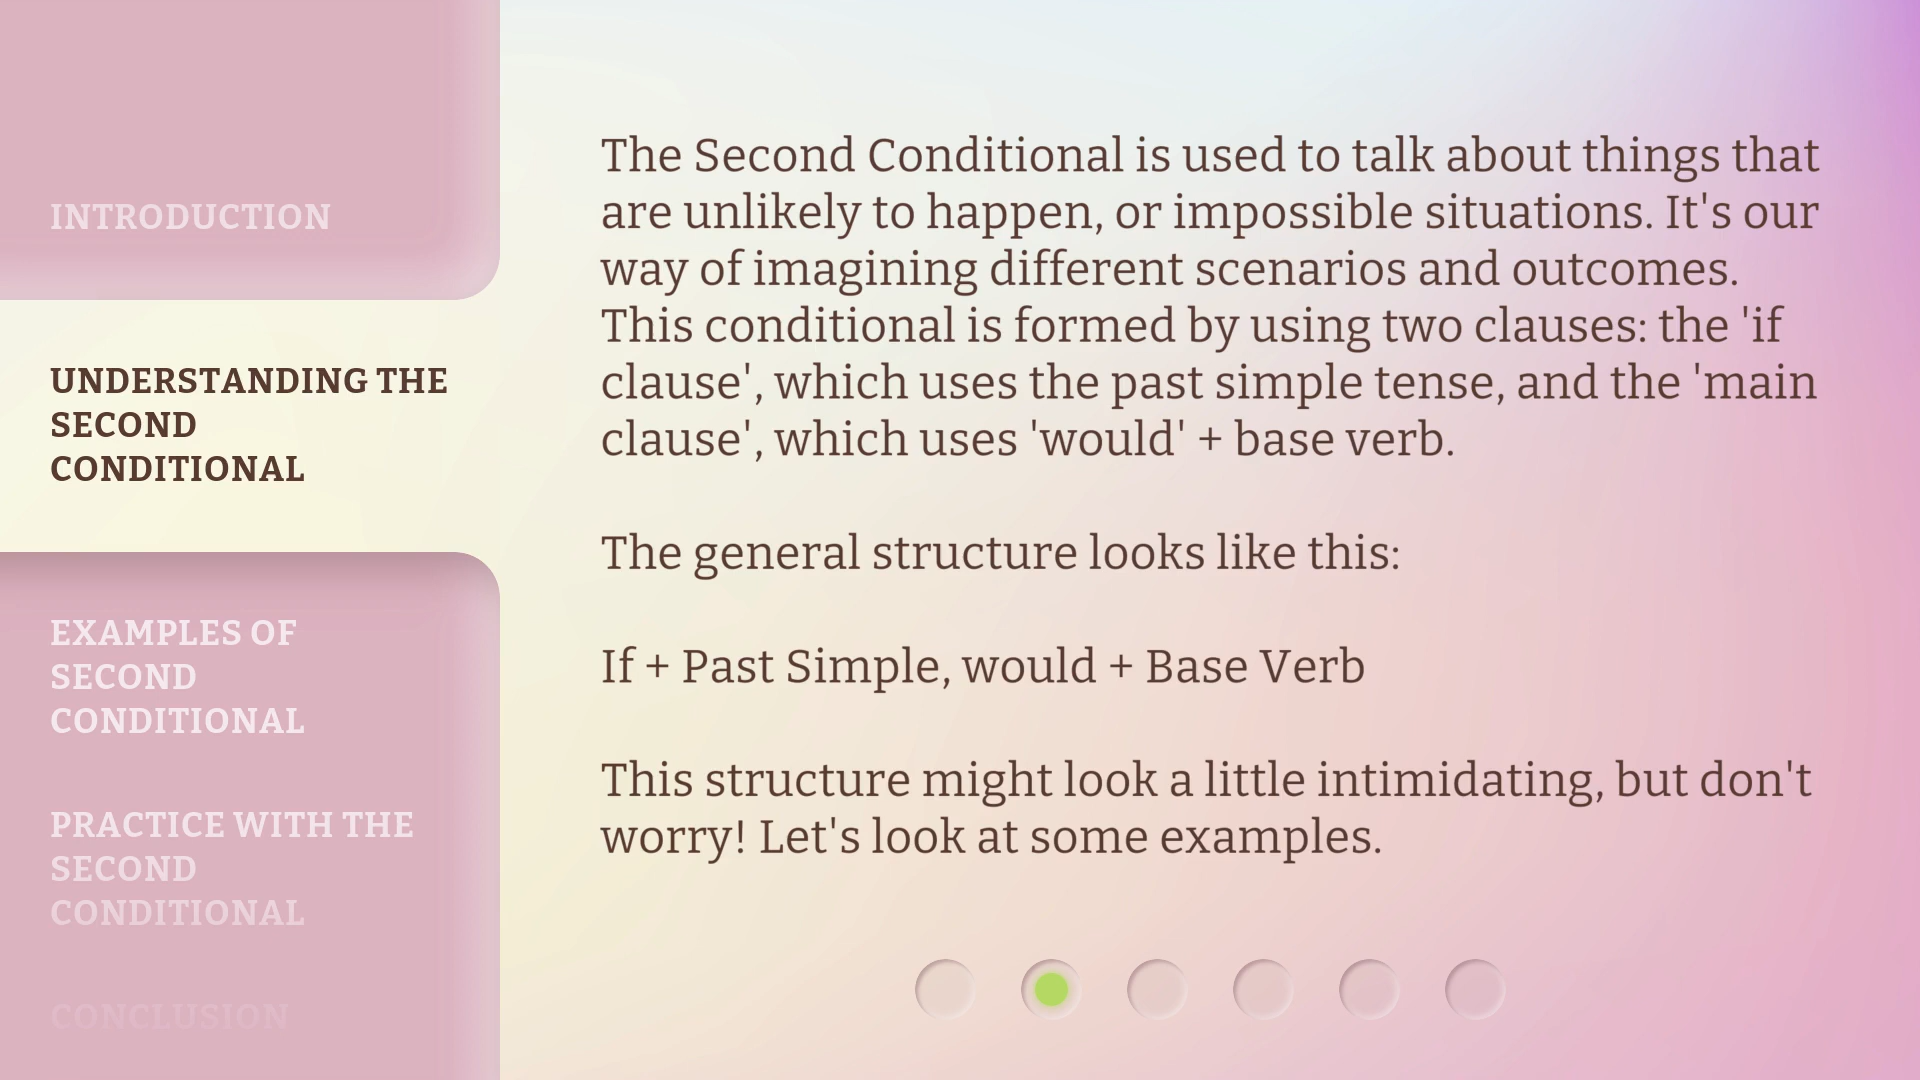 INTRODUCTION
UNDERSTANDING THE
SECOND
CONDITIONAL
EXAMPLES OF
SECOND
CONDITIONAL
PRACTICE WITH THE
SECOND
CONDITIONAL
CONCLUSION
The Second Conditional is used to talk about things that
are unlikely to happen, or impossible situations. It's our
way of imagining different scenarios and outcomes.
This conditional is formed by using two clauses: the 'if
clause', which uses the past simple tense, and the 'main
clause', which uses 'would' + base verb.
The general structure looks like this:
If + Past Simple, would + Base Verb
This structure might look a little intimidating, but don't
worry! Let's look at some examples.